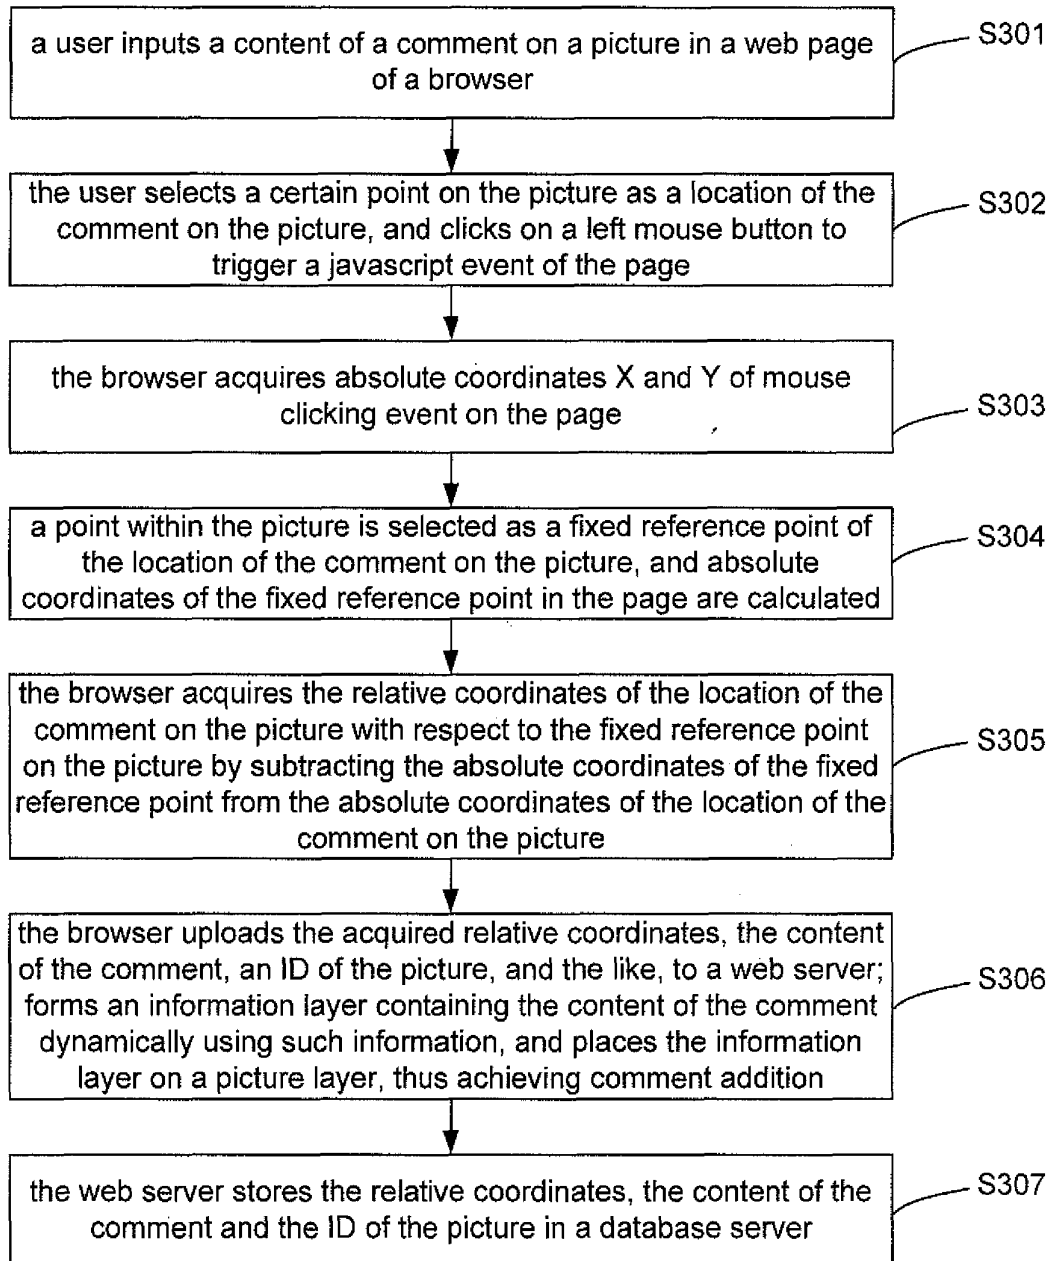 a user inputs a content of a comment on a picture in a web page
of a browser
S301
the user selects a certain point on the picture as a location of the
comment on the picture, and clicks on a left mouse button to
trigger a javascript event of the page
S302
the browser acquires absolute coordinates X and Y of mouse
clicking event on the page
S303
a point within the picture is selected as a fixed reference point of
the location of the comment on the picture, and absolute
coordinates of the fixed reference point in the page are calculated
S304
the browser acquires the relative coordinates of the location of the
comment on the picture with respect to the fixed reference point
on the picture by subtracting the absolute coordinates of the fixed
reference point from the absolute coordinates of the location of the
comment on the picture
S305
the browser uploads the acquired relative coordinates, the content
of the comment, an ID of the picture, and the like, to a web server;
forms an information layer containing the content of the comment
dynamically using such information, and places the information
layer on a picture layer, thus achieving comment addition
S306
the web server stores the relative coordinates, the content of the
comment and the ID of the picture in a database server
S307